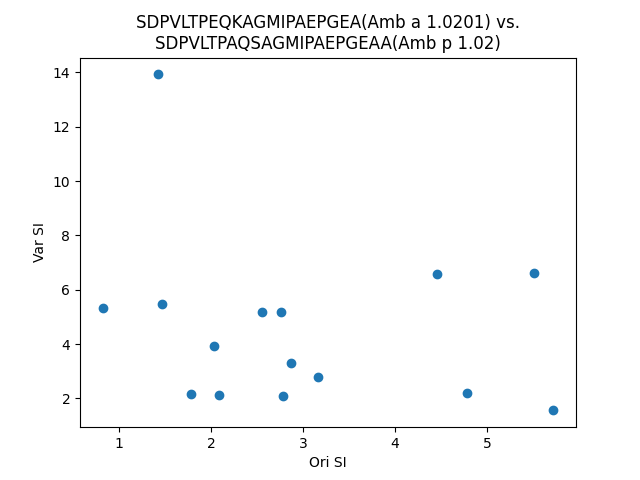 SDPVLTPEQKAGMIPAEPGEA(Amb a 1.0201) vs.
SDPVLTPAQSAGMIPAEPGEAA(Amb p 1.02)
14
12
10
8
6
4
2
Var SI
1 2 3 4 5
Ori SI